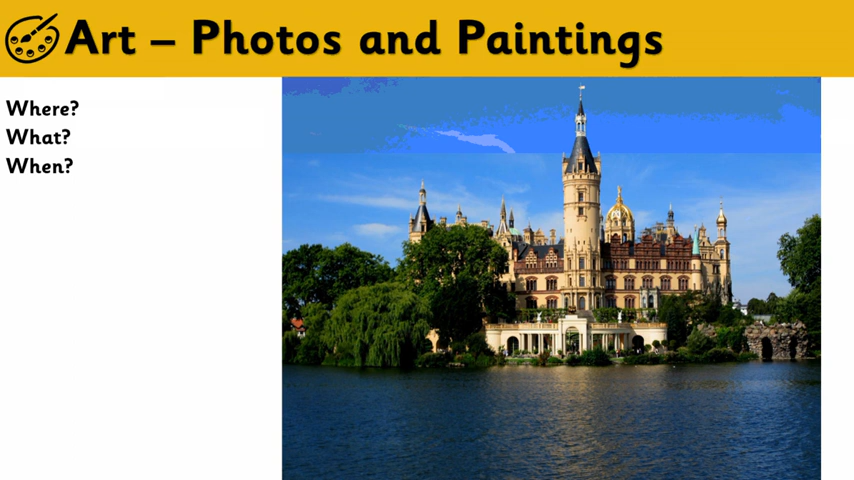 Art – Photos and Paintings
Where?
What?
When?